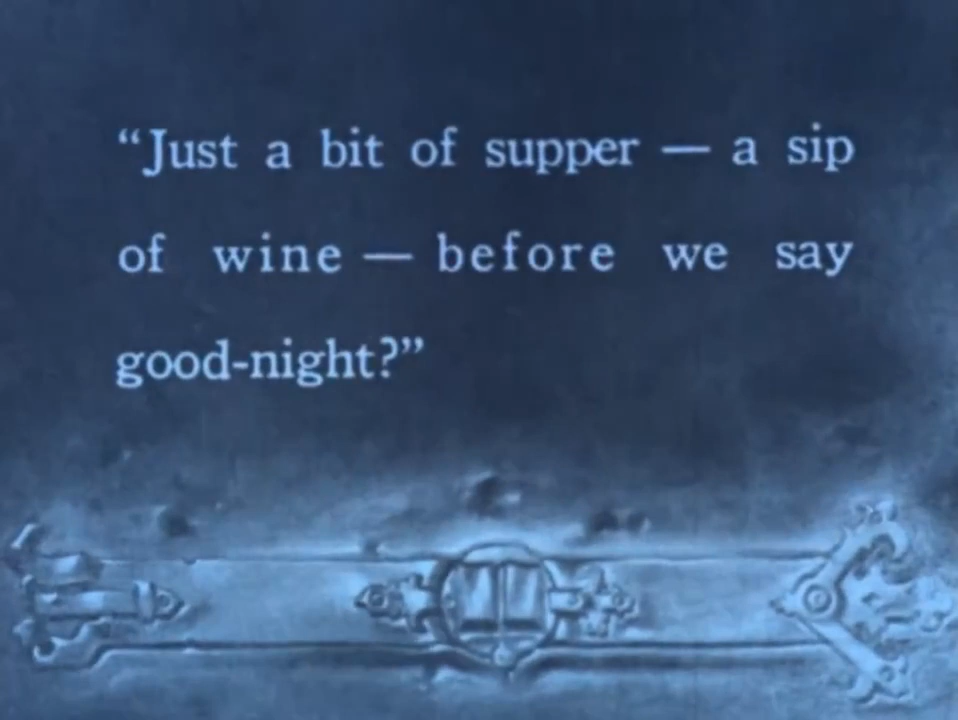 “Just a bit of supper — a sip
of wine — before we say
good-night?”